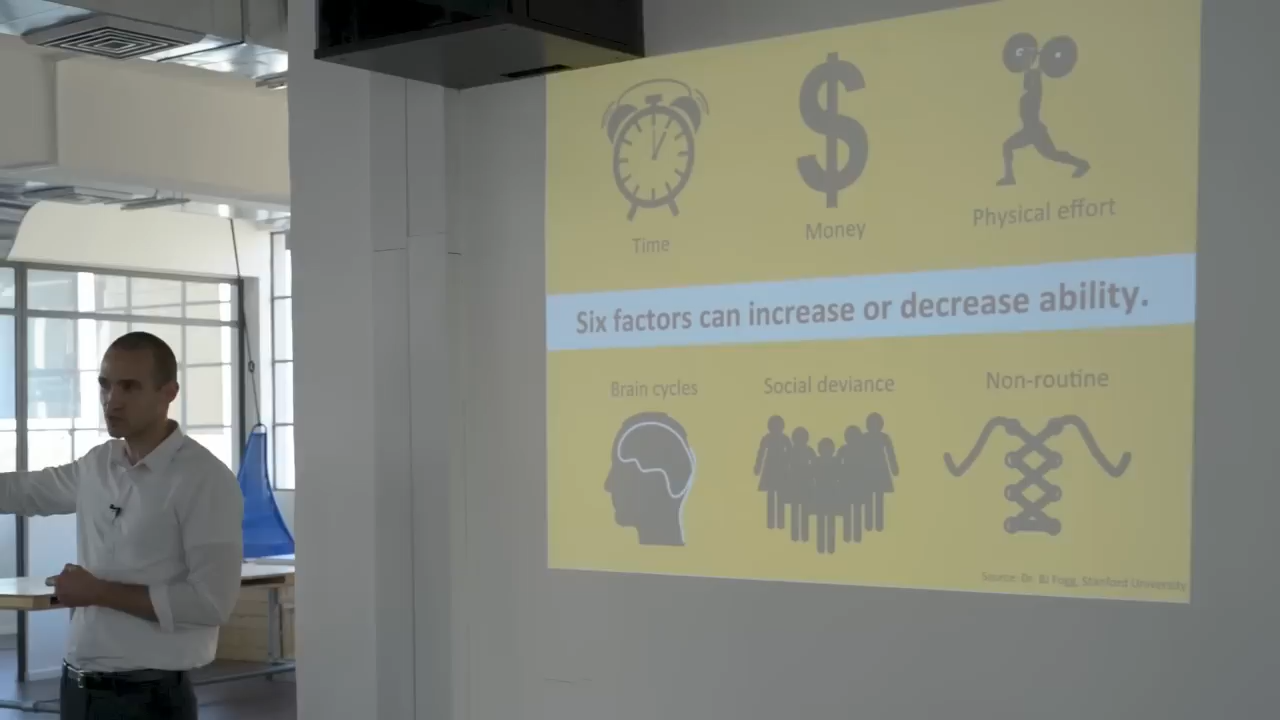 Time
Money
Physical effort
Six factors can increase or decrease ability.
Brain cycles
Social deviance
Non-routine
Source: Dr. BJ Fogg, Stanford University